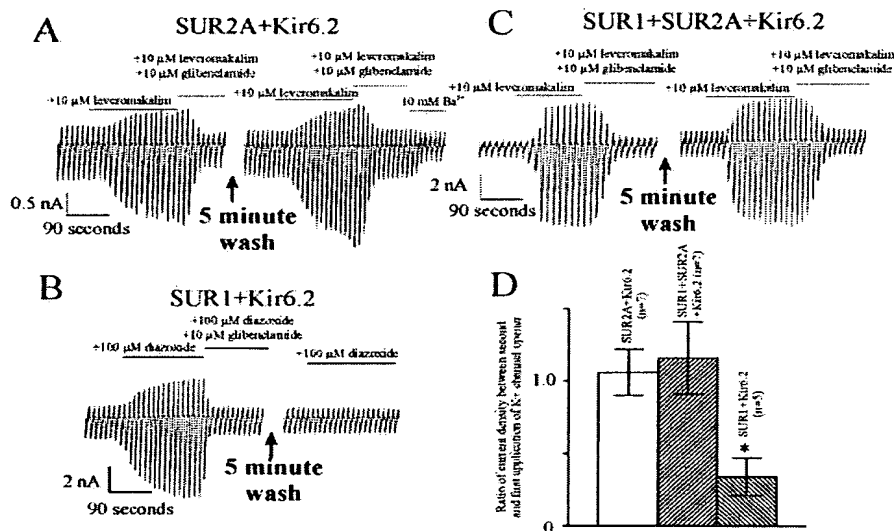 A
SUR2A+Kir6.2
+10 µM levcromakalim
+10 µM glibenclamide
+10 µM levcromakalim
+10 µM levcromakalim
+10 µM glibenclamide
+10 µM levcromakalim
10 mM Ba²⁺
0.5 nA
90 seconds
5 minute
wash
B
SUR1+Kir6.2
+100 µM diazoxide
+10 µM glibenclamide
+100 µM diazoxide
+100 µM diazoxide
2 nA
90 seconds
5 minute
wash
C
SUR1+SUR2A+Kir6.2
+10 µM levcromakalim
+10 µM glibenclamide
+10 µM levcromakalim
+10 µM levcromakalim
+10 µM glibenclamide
+10 µM levcromakalim
2 nA
90 seconds
5 minute
wash
D
Ratio of current density between second
and first application of K+ channel opener
1.0
0
SUR2A+Kir6.2
(n=7)
SUR1+SUR2A
+Kir6.2 (n=7)
* SUR1+Kir6.2
(n=5)